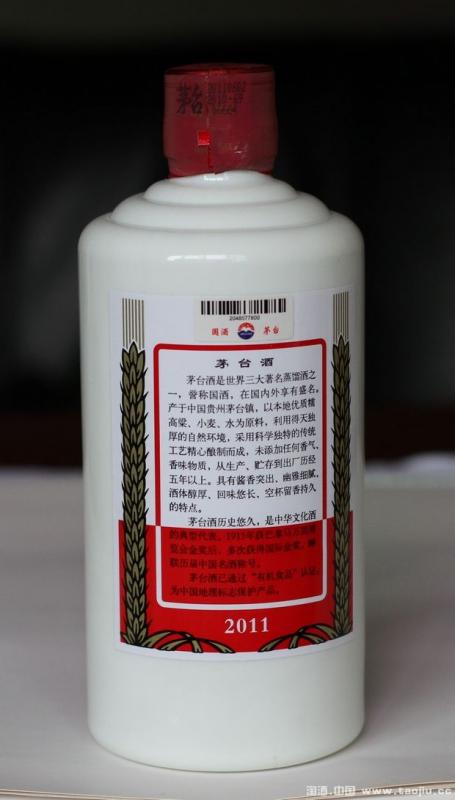 茅台
20110802
2048577800
国酒 茅台
茅台酒
茅台酒是世界三大著名蒸馏酒之
一，誉称国酒，在国内外享有盛名。
产于中国贵州茅台镇，以本地优质糯
高粱、小麦、水为原料，利用得天独
厚的自然环境，采用科学独特的传统
工艺精心酿制而成，未添加任何香气、
香味物质，从生产、贮存到出厂历经
五年以上。具有酱香突出、幽雅细腻、
酒体醇厚、回味悠长、空杯留香持久
的特点。
茅台酒历史悠久，是中华文化酒
的典型代表。1915年获巴拿马万国博
览会金奖后，多次获得国际金奖，蝉
联历届中国名酒称号。
茅台酒已通过“有机食品”认证，
为中国地理标志保护产品。
2011
淘酒.中国 www.taojiu.cc